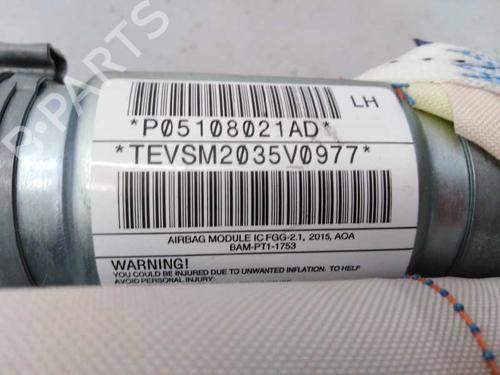 B-PARTS
LH
*P05108021AD*
*TEVSM2035V0977*
AIRBAG MODULE IC FGG-2.1, 2015, AOA
BAM-PT1-1753
WARNING!
YOU COULD BE INJURED DUE TO UNWANTED INFLATION. TO HELP
AVOID PERSONAL INJURY: